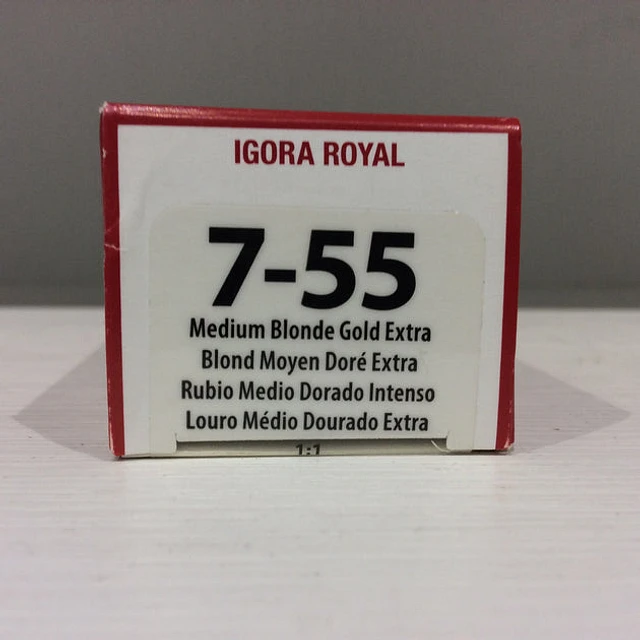 IGORA ROYAL
7-55
Medium Blonde Gold Extra
Blond Moyen Doré Extra
Rubio Medio Dorado Intenso
Louro Médio Dourado Extra
1:1